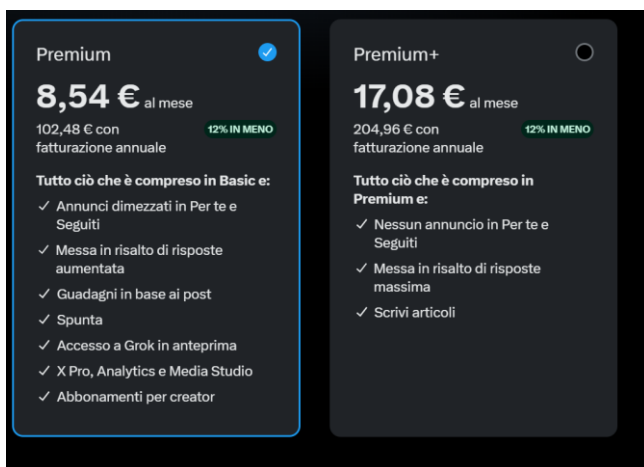 Premium
8,54 € al mese
102,48 € con
fatturazione annuale
12% IN MENO
Tutto ciò che è compreso in Basic e:
Annunci dimezzati in Per te e
Seguiti
Messa in risalto di risposte
aumentata
Guadagni in base ai post
Spunta
Accesso a Grok in anteprima
X Pro, Analytics e Media Studio
Abbonamenti per creator
Premium+
17,08 € al mese
204,96 € con
fatturazione annuale
12% IN MENO
Tutto ciò che è compreso in
Premium e:
Nessun annuncio in Per te e
Seguiti
Messa in risalto di risposte
massima
Scrivi articoli